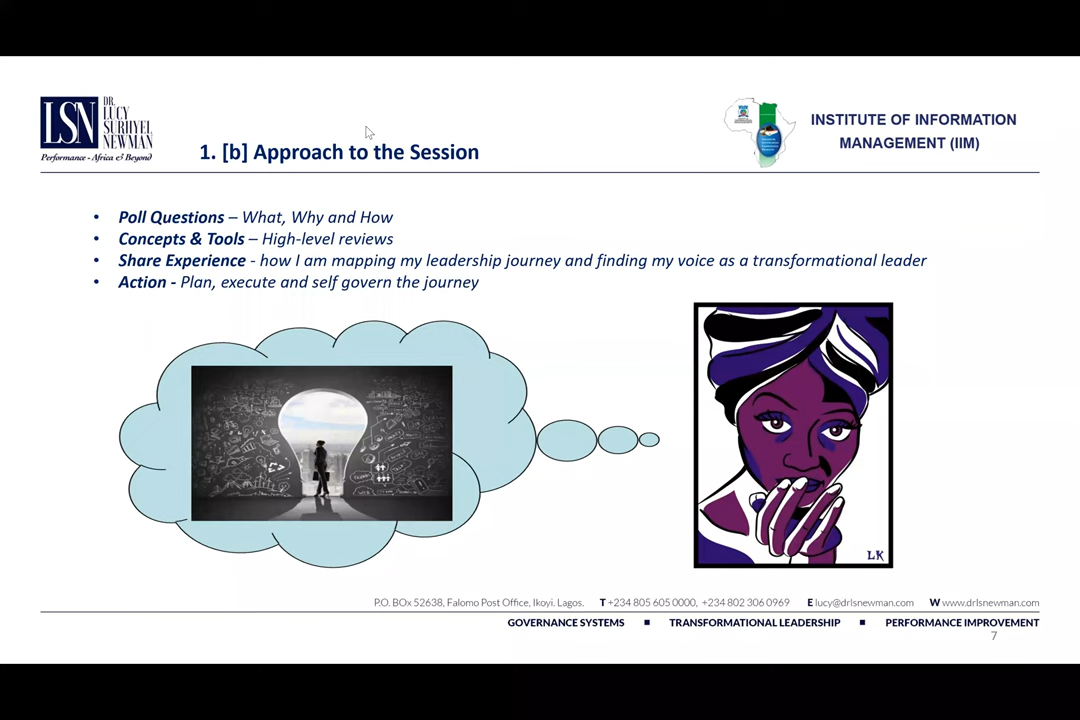 LSN
DR.
LUCY
SURHYEL
NEWMAN
Performance - Africa & Beyond
1. [b] Approach to the Session
INSTITUTE OF INFORMATION
MANAGEMENT (IIM)
• Poll Questions – What, Why and How
• Concepts & Tools – High-level reviews
• Share Experience - how I am mapping my leadership journey and finding my voice as a transformational leader
• Action - Plan, execute and self govern the journey
LK
P.O. BOx 52638, Falomo Post Office, Ikoyi. Lagos. T +234 805 605 0000, +234 802 306 0969 E lucy@drlsnewman.com W www.drlsnewman.com
GOVERNANCE SYSTEMS ■ TRANSFORMATIONAL LEADERSHIP ■ PERFORMANCE IMPROVEMENT
7